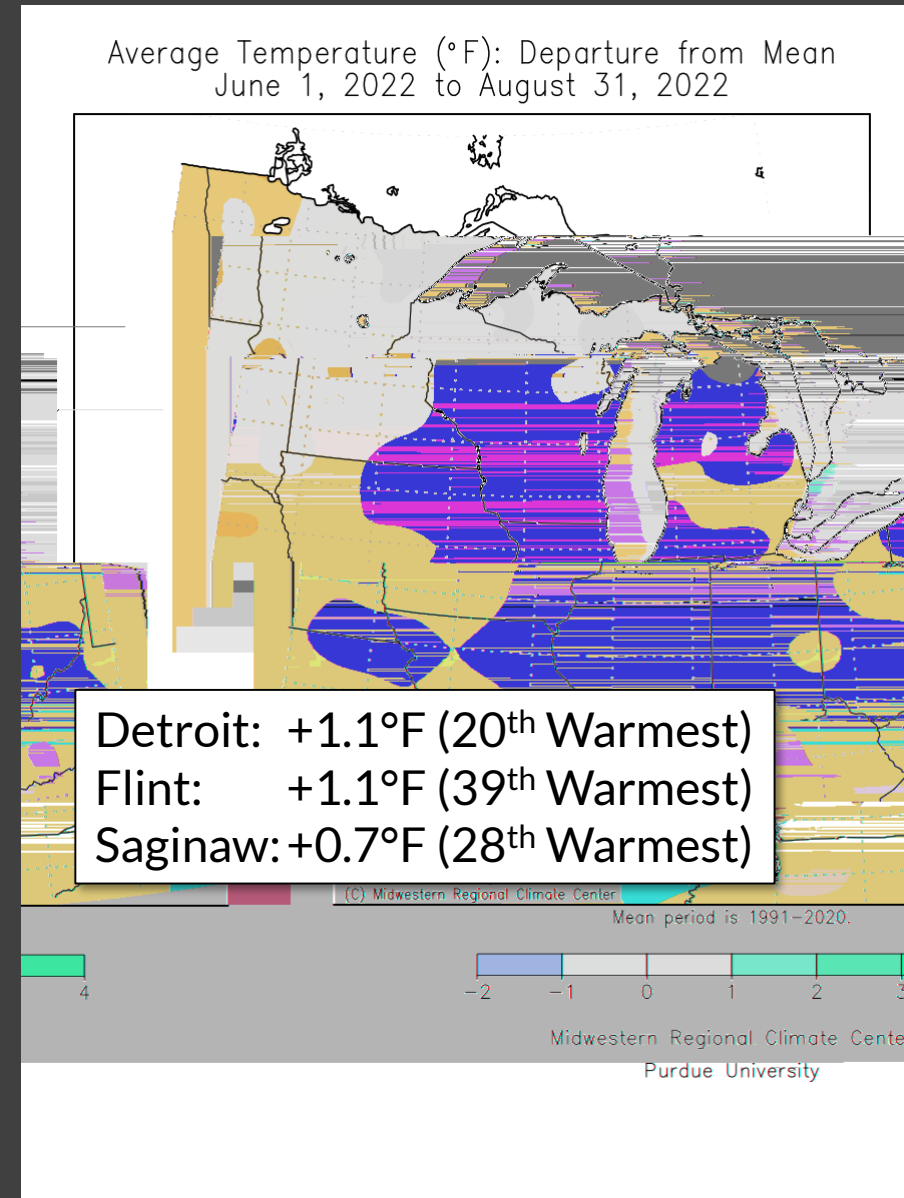 Average Temperature (°F): Departure from Mean
June 1, 2022 to August 31, 2022
Detroit: +1.1°F (20th Warmest)
Flint: +1.1°F (39th Warmest)
Saginaw: +0.7°F (28th Warmest)
(C) Midwestern Regional Climate Center
Mean period is 1991-2020.
4 -2 -1 0 1 2 3
Midwestern Regional Climate Cente
Purdue University